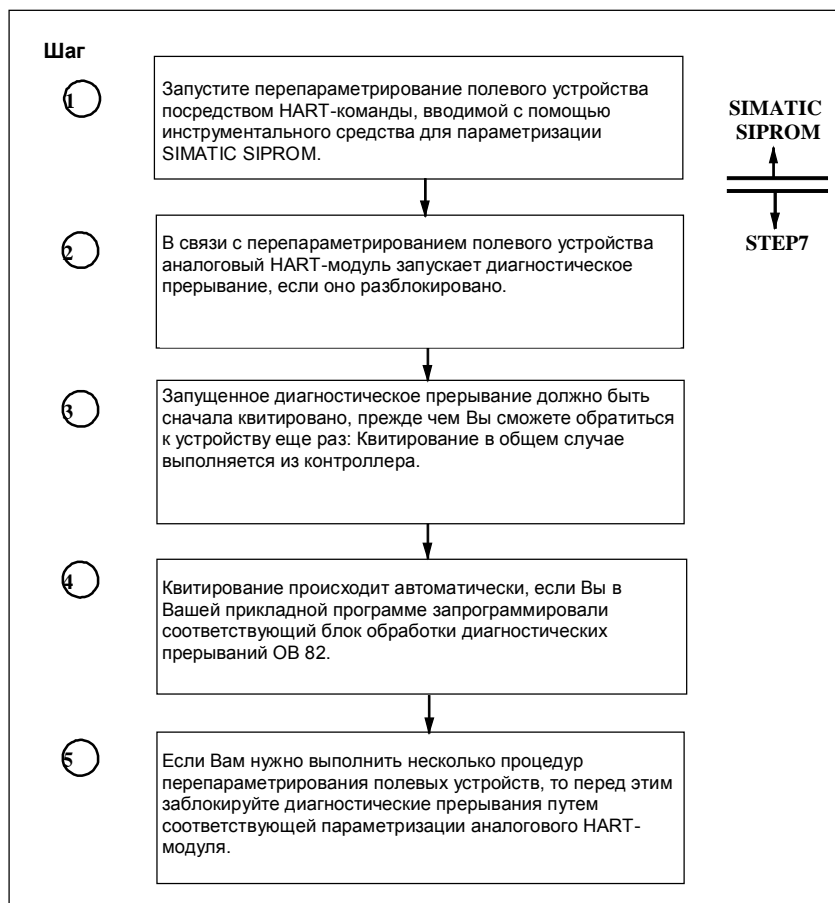 Шаг
1
Запустите перепараметрирование полевого устройства
посредством HART-команды, вводимой с помощью
инструментального средства для параметризации
SIMATIC SIPROM.
SIMATIC
SIPROM
STEP7
2
В связи с перепараметрированием полевого устройства
аналоговый HART-модуль запускает диагностическое
прерывание, если оно разблокировано.
3
Запущенное диагностическое прерывание должно быть
сначала квитировано, прежде чем Вы сможете обратиться
к устройству еще раз: Квитирование в общем случае
выполняется из контроллера.
4
Квитирование происходит автоматически, если Вы в
Вашей прикладной программе запрограммировали
соответствующий блок обработки диагностических
прерываний OB 82.
5
Если Вам нужно выполнить несколько процедур
перепараметрирования полевых устройств, то перед этим
заблокируйте диагностические прерывания путем
соответствующей параметризации аналогового HART-
модуля.